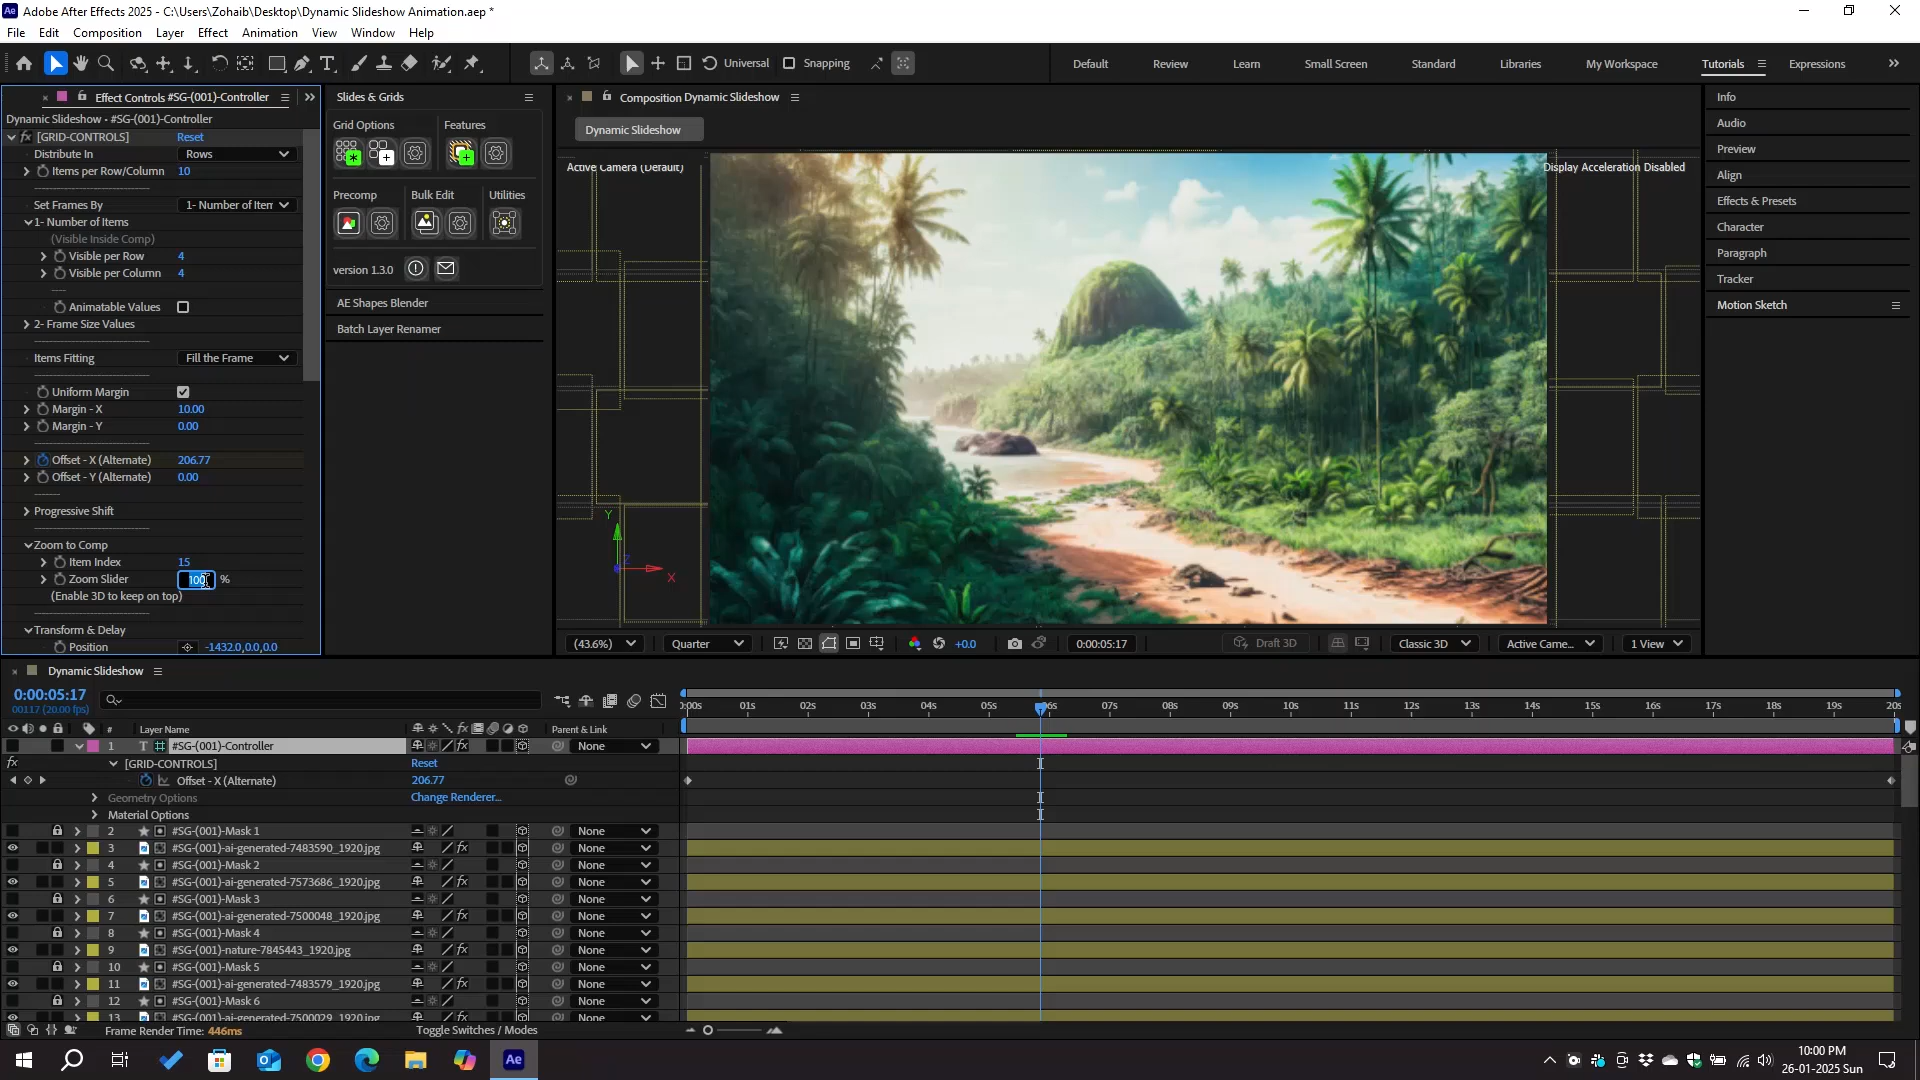 Adobe After Effects 2025 - C:\Users\Zohaib\Desktop\Dynamic Slideshow Animation.aep *
File Edit Composition Layer Effect Animation View Window Help
Universal Snapping Default Review Learn Small Screen Standard Libraries My Workspace Tutorials Expressions
Effect Controls #SG-(001)-Controller
Dynamic Slideshow - #SG-(001)-Controller
fx [GRID-CONTROLS] Reset
Distribute In Rows
Items per Row/Column 10
Set Frames By 1- Number of Iten
1- Number of Items
(Visible Inside Comp)
Visible per Row 4
Visible per Column 4
Animatable Values
2- Frame Size Values
Items Fitting Fill the Frame
Uniform Margin
Margin - X 10.00
Margin - Y 0.00
Offset - X (Alternate) 206.77
Offset - Y (Alternate) 0.00
Progressive Shift
Zoom to Comp
Item Index 15
Zoom Slider 100 %
(Enable 3D to keep on top)
Transform & Delay
Position -1432.0,0.0,0.0
Slides & Grids
Grid Options Features
Precomp Bulk Edit Utilities
version 1.3.0
AE Shapes Blender
Batch Layer Renamer
Composition Dynamic Slideshow
Dynamic Slideshow
Active Camera (Default) Display Acceleration Disabled
Y
Z
X
(43.6%) Quarter +0.0 0:00:05:17 Draft 3D Classic 3D Active Came... 1 View
Info
Audio
Preview
Align
Effects & Presets
Character
Paragraph
Tracker
Motion Sketch
Dynamic Slideshow
0:00:05:17
00117 (20.00 fps)
:00s 01s 02s 03s 04s 05s 06s 07s 08s 09s 10s 11s 12s 13s 14s 15s 16s 17s 18s 19s 20s
# Layer Name fx Parent & Link
1 T #SG-(001)-Controller fx None
fx [GRID-CONTROLS] Reset
Offset - X (Alternate) 206.77
Geometry Options Change Renderer...
Material Options
2 #SG-(001)-Mask 1 None
3 #SG-(001)-ai-generated-7483590_1920.jpg fx None
4 #SG-(001)-Mask 2 None
5 #SG-(001)-ai-generated-7573686_1920.jpg fx None
6 #SG-(001)-Mask 3 None
7 #SG-(001)-ai-generated-7500048_1920.jpg fx None
8 #SG-(001)-Mask 4 None
9 #SG-(001)-nature-7845443_1920.jpg fx None
10 #SG-(001)-Mask 5 None
11 #SG-(001)-ai-generated-7483579_1920.jpg fx None
12 #SG-(001)-Mask 6 None
13 #SG-(001)-ai-generated-7500029_1920.jpg fx None
Frame Render Time: 446ms Toggle Switches / Modes
Ae
10:00 PM
26-01-2025 Sun